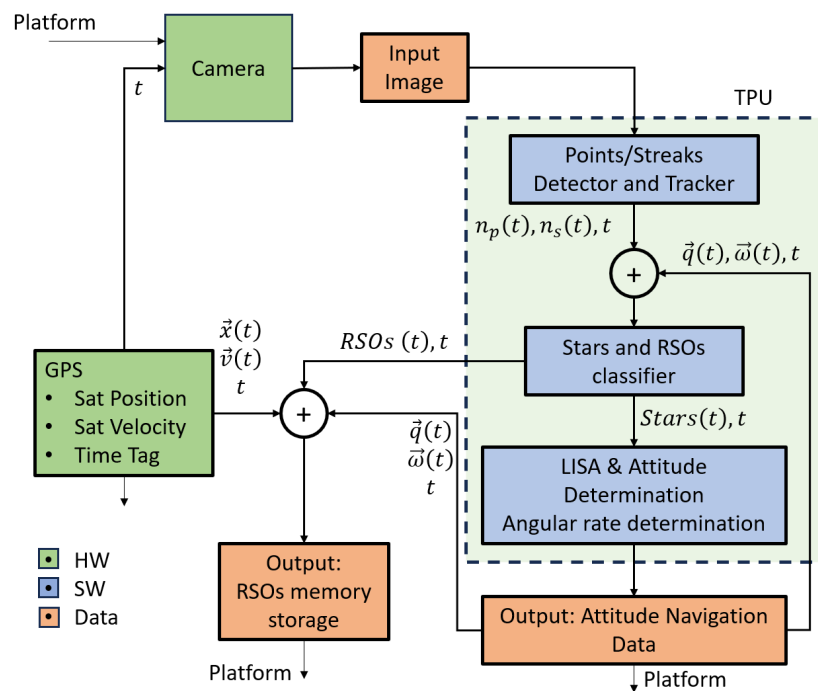 Platform
t
Camera
Input
Image
TPU
Points/Streaks
Detector and Tracker
n_p(t), n_s(t), t
+
q⃗(t), ω⃗(t), t
Stars and RSOs
classifier
RSOs (t), t
x⃗(t)
v⃗(t)
t
GPS
• Sat Position
• Sat Velocity
• Time Tag
+
q⃗(t)
ω⃗(t)
t
Stars(t), t
LISA & Attitude
Determination
Angular rate determination
• HW
• SW
• Data
Output:
RSOs memory
storage
Output: Attitude Navigation
Data
Platform
Platform